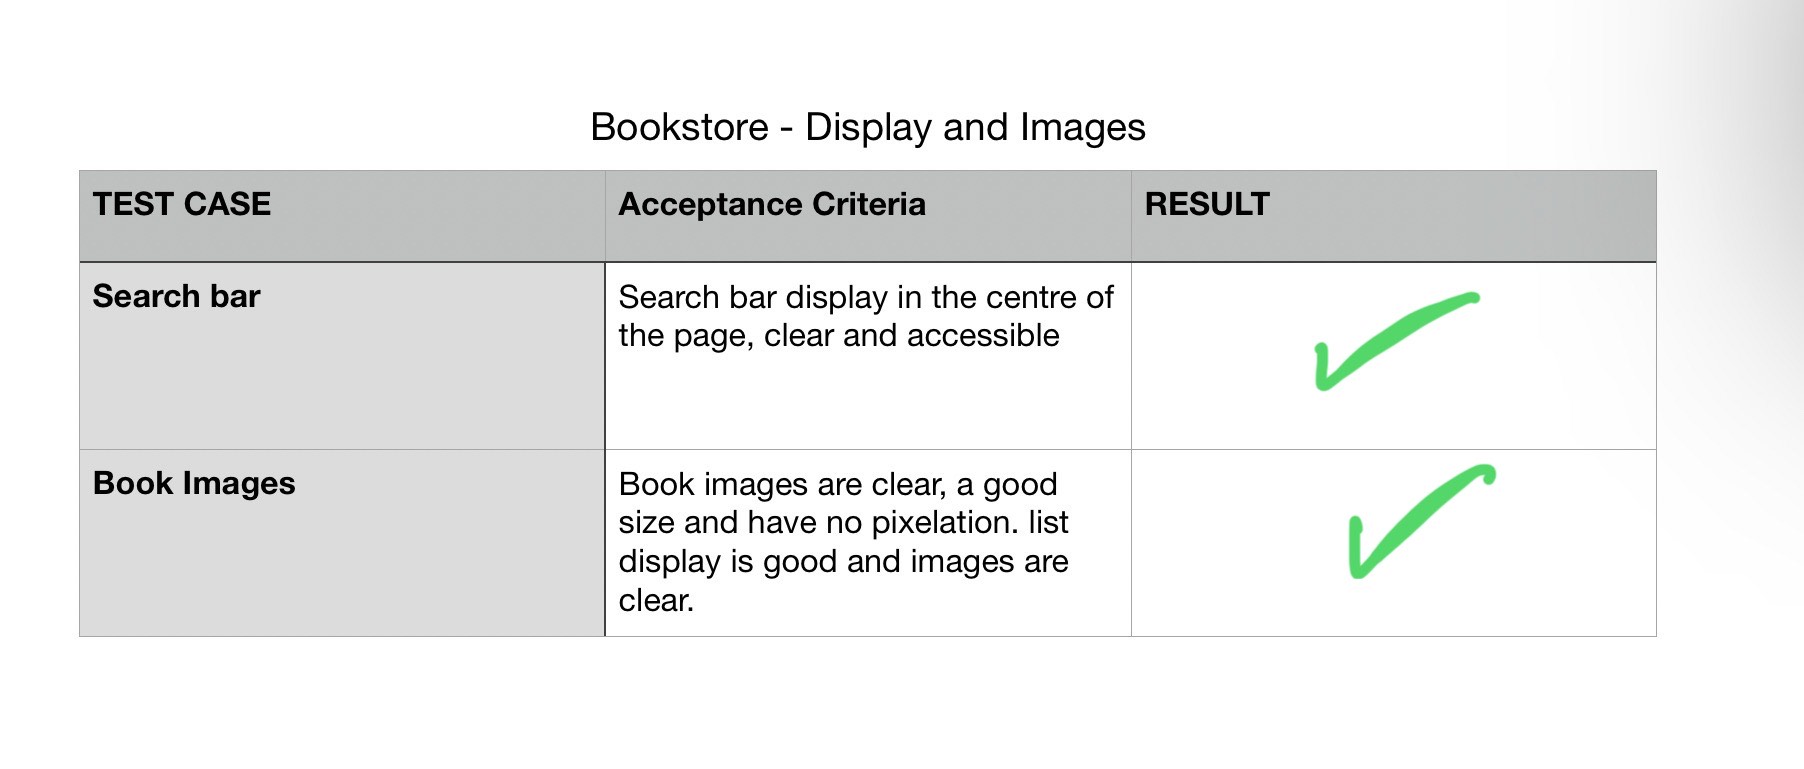 Bookstore - Display and Images
TEST CASE
Acceptance Criteria
RESULT
Search bar
Search bar display in the centre of
the page, clear and accessible
Book Images
Book images are clear, a good
size and have no pixelation. list
display is good and images are
clear.